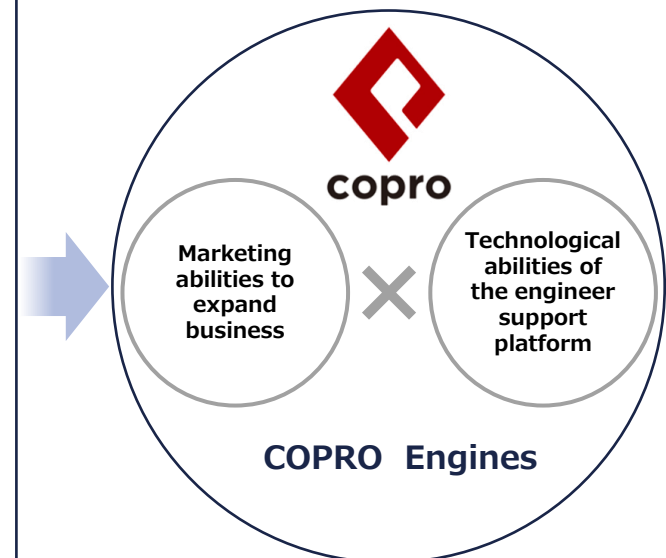 copro
Marketing
abilities to
expand
business
Technological
abilities of
the engineer
support
platform
COPRO Engines